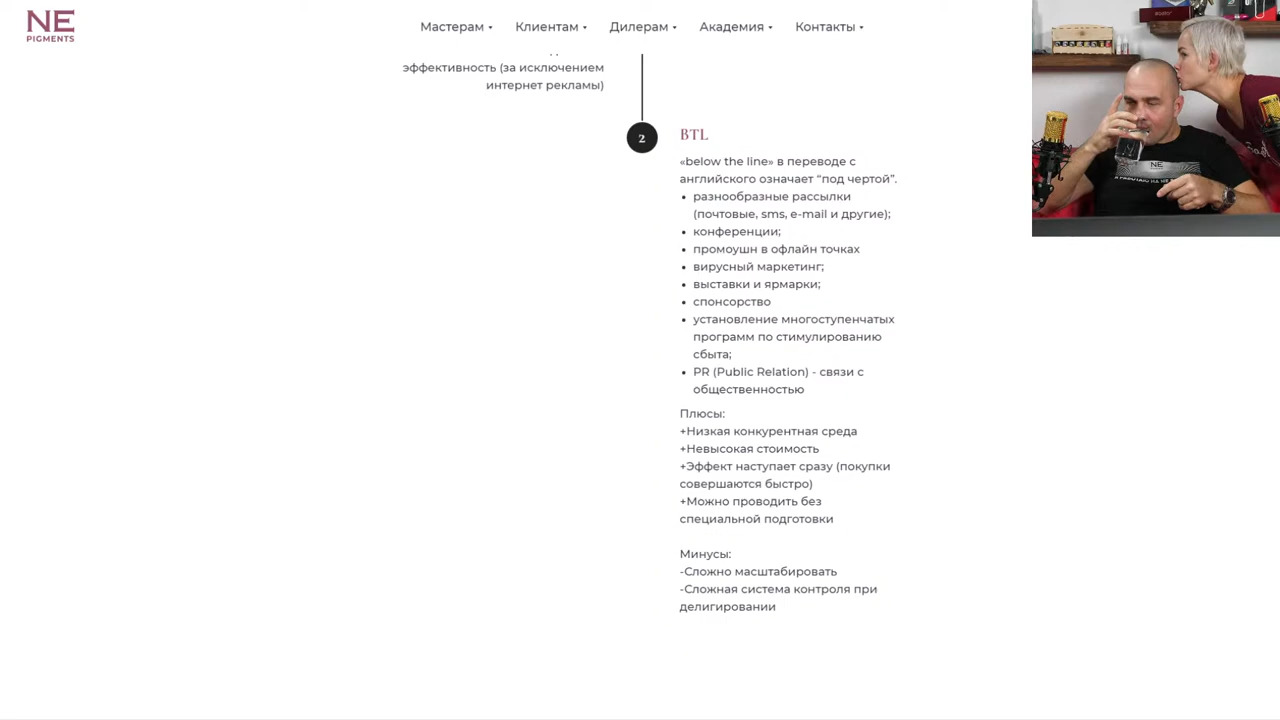 NE
PIGMENTS
Мастерам
Клиентам
Дилерам
Академия
Контакты
эффективность (за исключением
интернет рекламы)
2
BTL
«below the line» в переводе с
английского означает “под чертой”.
• разнообразные рассылки
(почтовые, sms, e-mail и другие);
• конференции;
• промоушн в офлайн точках
• вирусный маркетинг;
• выставки и ярмарки;
• спонсорство
• установление многоступенчатых
программ по стимулированию
сбыта;
• PR (Public Relation) - связи с
общественностью
Плюсы:
+Низкая конкурентная среда
+Невысокая стоимость
+Эффект наступает сразу (покупки
совершаются быстро)
+Можно проводить без
специальной подготовки
Минусы:
-Сложно масштабировать
-Сложная система контроля при
делигировании
NE